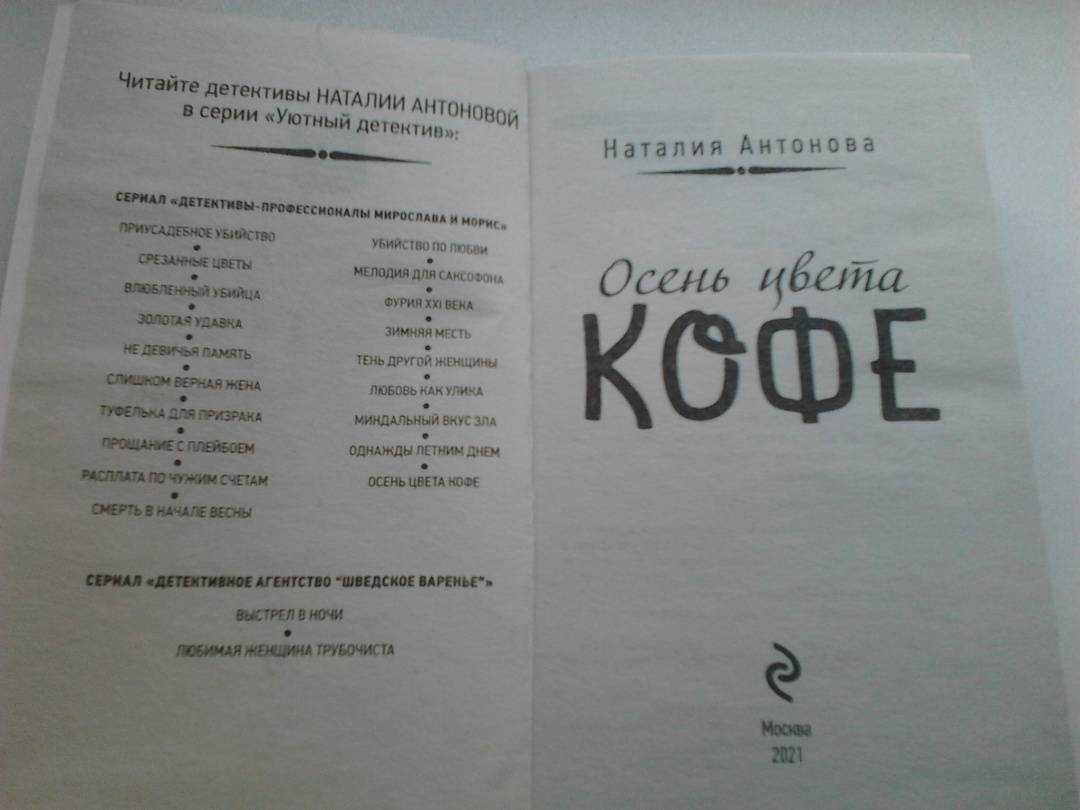 Читайте детективы НАТАЛИИ АНТОНОВОЙ
в серии «Уютный детектив»:
СЕРИАЛ «ДЕТЕКТИВЫ-ПРОФЕССИОНАЛЫ МИРОСЛАВА И МОРИС»
ПРИУСАДЕБНОЕ УБИЙСТВО
СРЕЗАННЫЕ ЦВЕТЫ
ВЛЮБЛЕННЫЙ УБИЙЦА
ЗОЛОТАЯ УДАВКА
НЕ ДЕВИЧЬЯ ПАМЯТЬ
СЛИШКОМ ВЕРНАЯ ЖЕНА
ТУФЕЛЬКА ДЛЯ ПРИЗРАКА
ПРОЩАНИЕ С ПЛЕЙБОЕМ
РАСПЛАТА ПО ЧУЖИМ СЧЕТАМ
СМЕРТЬ В НАЧАЛЕ ВЕСНЫ
УБИЙСТВО ПО ЛЮБВИ
МЕЛОДИЯ ДЛЯ САКСОФОНА
ФУРИЯ XXI ВЕКА
ЗИМНЯЯ МЕСТЬ
ТЕНЬ ДРУГОЙ ЖЕНЩИНЫ
ЛЮБОВЬ КАК УЛИКА
МИНДАЛЬНЫЙ ВКУС ЗЛА
ОДНАЖДЫ ЛЕТНИМ ДНЕМ
ОСЕНЬ ЦВЕТА КОФЕ
СЕРИАЛ «ДЕТЕКТИВНОЕ АГЕНТСТВО "ШВЕДСКОЕ ВАРЕНЬЕ"»
ВЫСТРЕЛ В НОЧИ
ЛЮБИМАЯ ЖЕНЩИНА ТРУБОЧИСТА
Наталия Антонова
Осень цвета
КОФЕ
Москва
2021